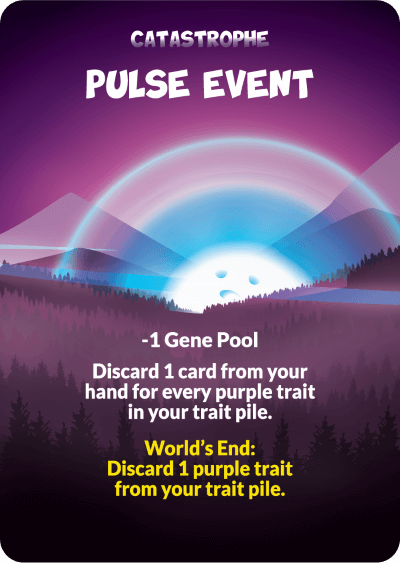 CATASTROPHE
PULSE EVENT
-1 Gene Pool
Discard 1 card from your
hand for every purple trait
in your trait pile.
World's End:
Discard 1 purple trait
from your trait pile.